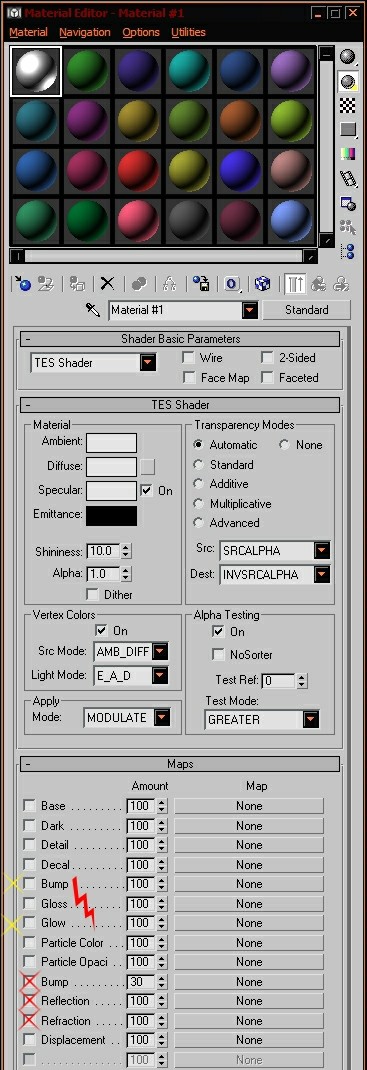 Material Editor - Material #1
Material Navigation Options Utilities
Material #1 Standard
Shader Basic Parameters
TES Shader Wire 2-Sided
Face Map Faceted
TES Shader
Material Transparency Modes
Ambient: Automatic None
Diffuse: Standard
Specular: On Additive
Emittance: Multiplicative
Advanced
Shininess: 10.0 Src: SRCALPHA
Alpha: 1.0 Dest: INVSRCALPHA
Dither
Vertex Colors Alpha Testing
On On
Src Mode: AMB_DIFF NoSorter
Light Mode: E_A_D Test Ref: 0
Apply Test Mode:
Mode: MODULATE GREATER
Maps
Amount Map
Base . . . . . . . . . 100 None
Dark . . . . . . . . . 100 None
Detail . . . . . . . . 100 None
Decal . . . . . . . . 100 None
Bump . . . . . . . . 100 None
Gloss . . . . . . . . 100 None
Glow . . . . . . . . . 100 None
Particle Color . . 100 None
Particle Opaci . . 100 None
Bump . . . . . . . . 30 None
Reflection . . . . . 100 None
Refraction . . . . . 100 None
Displacement . . 100 None
. . . . . . . . . . . . . 100 None